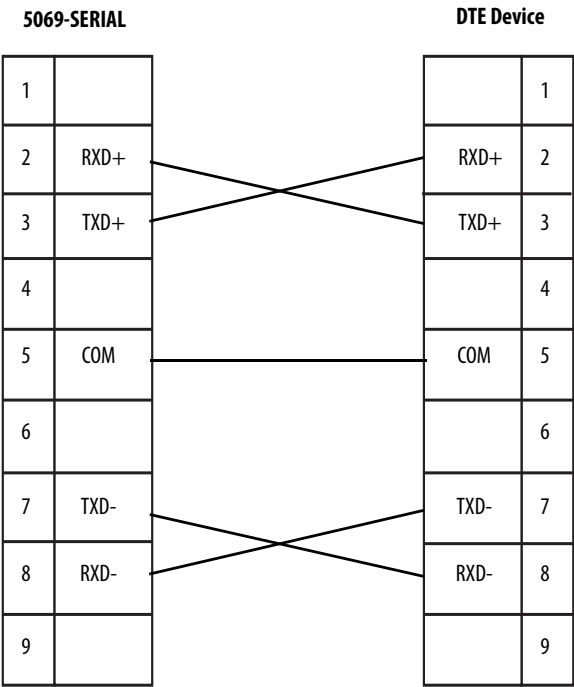 5069-SERIAL DTE Device
1 1
2 RXD+ RXD+ 2
3 TXD+ TXD+ 3
4 4
5 COM COM 5
6 6
7 TXD- TXD- 7
8 RXD- RXD- 8
9 9